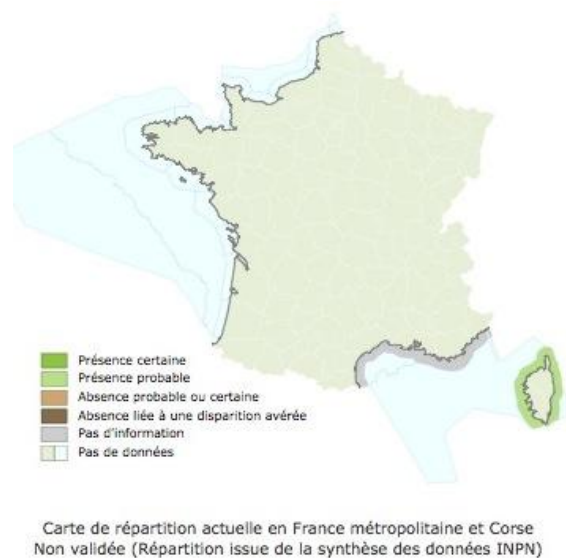 Présence certaine
Présence probable
Absence probable ou certaine
Absence liée à une disparition avérée
Pas d'information
Pas de données
Carte de répartition actuelle en France métropolitaine et Corse
Non validée (Répartition issue de la synthèse des données INPN)